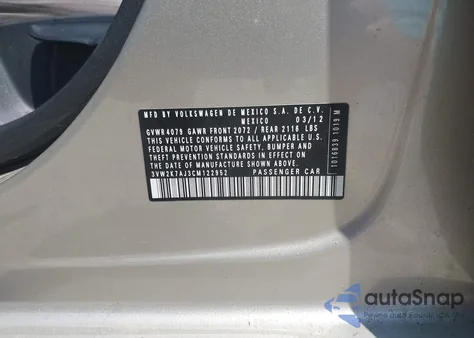 MFD BY VOLKSWAGEN DE MEXICO S.A. DE C.V.
MEXICO 03/12
GVWR 4079 GAWR FRONT 2072 / REAR 2116 LBS
THIS VEHICLE CONFORMS TO ALL APPLICABLE U.S.
FEDERAL MOTOR VEHICLE SAFETY, BUMPER AND
THEFT PREVENTION STANDARDS IN EFFECT ON
THE DATE OF MANUFACTURE SHOWN ABOVE
3VW2K7AJ3CM122952 PASSENGER CAR
autoSnap